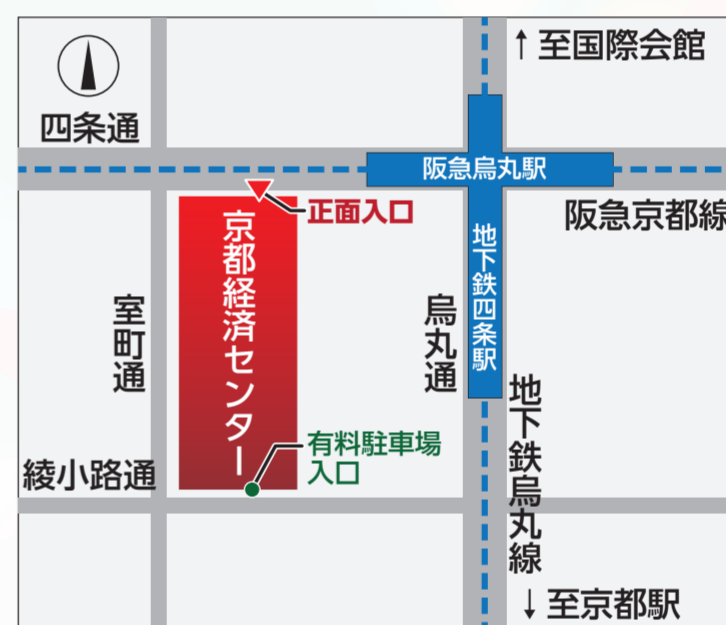 ↑至国際会館
四条通
阪急烏丸駅
正面入口
阪急京都線
京都経済センター
地下鉄四条駅
室町通
烏丸通
地下鉄烏丸線
有料駐車場
入口
綾小路通
↓至京都駅